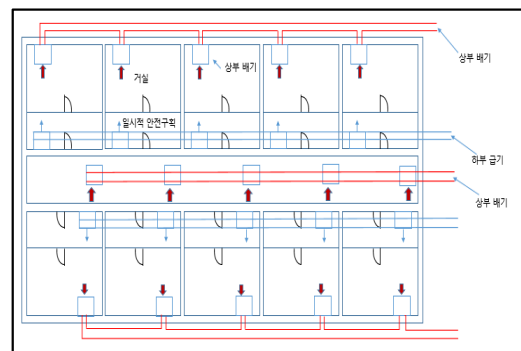 상부 배기
거실
상부 배기
일시적 안전구획
하부 급기
상부 배기